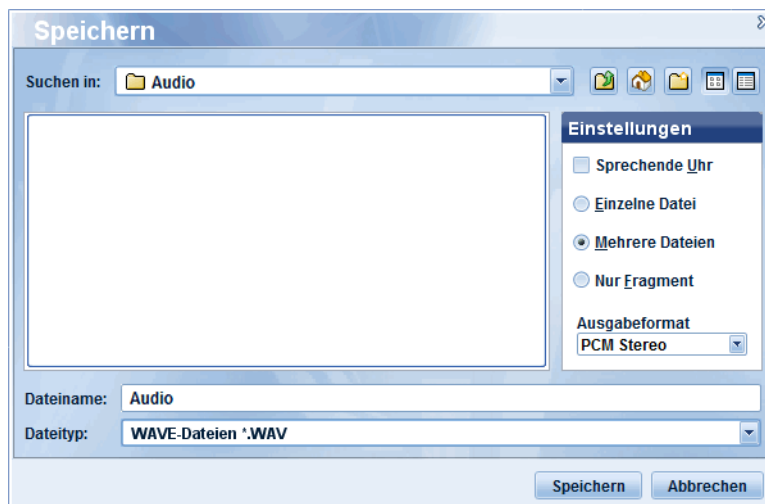 Speichern
Suchen in: Audio
Einstellungen
Sprechende Uhr
Einzelne Datei
Mehrere Dateien
Nur Fragment
Ausgabeformat
PCM Stereo
Dateiname: Audio
Dateityp: WAVE-Dateien *.WAV
Speichern Abbrechen